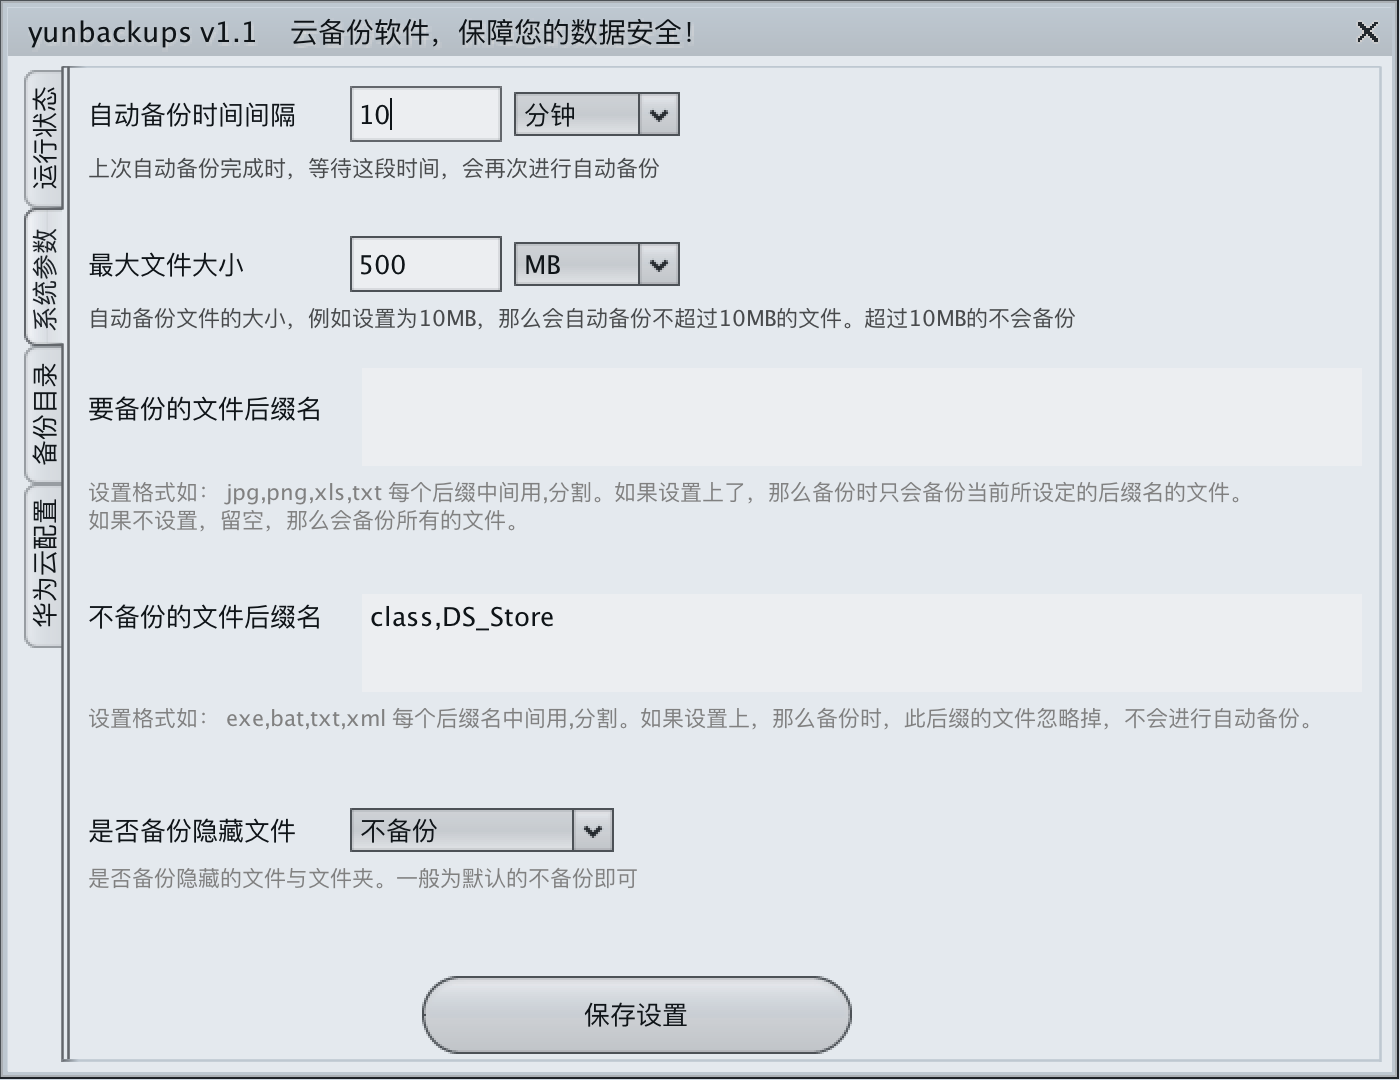 yunbackups v1.1 云备份软件，保障您的数据安全！
运行状态
系统参数
备份目录
华为云配置
自动备份时间间隔 10 分钟
上次自动备份完成时，等待这段时间，会再次进行自动备份
最大文件大小 500 MB
自动备份文件的大小，例如设置为10MB，那么会自动备份不超过10MB的文件。超过10MB的不会备份
要备份的文件后缀名
设置格式如： jpg,png,xls,txt 每个后缀中间用,分割。如果设置上了，那么备份时只会备份当前所设定的后缀名的文件。
如果不设置，留空，那么会备份所有的文件。
不备份的文件后缀名 class,DS_Store
设置格式如： exe,bat,txt,xml 每个后缀名中间用,分割。如果设置上，那么备份时，此后缀的文件忽略掉，不会进行自动备份。
是否备份隐藏文件 不备份
是否备份隐藏的文件与文件夹。一般为默认的不备份即可
保存设置